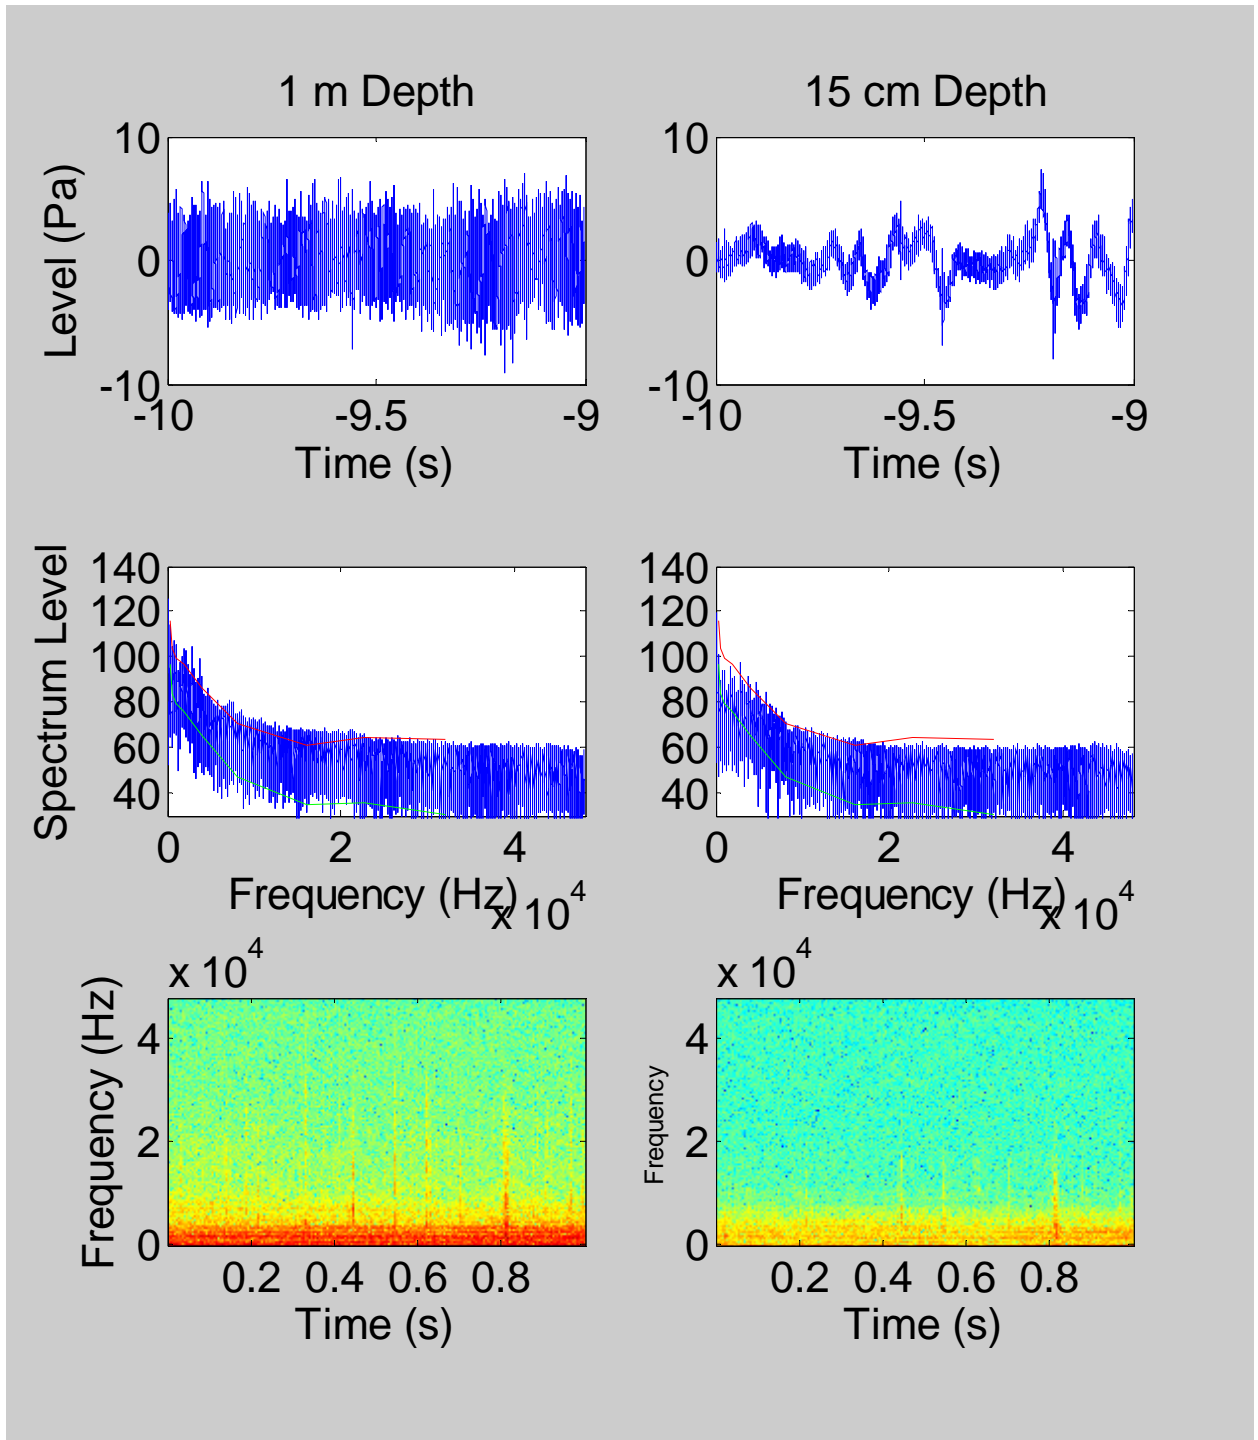 1 m Depth
15 cm Depth
Level (Pa)
10
0
-10
-10
-9.5
-9
Time (s)
10
0
-10
-10
-9.5
-9
Time (s)
Spectrum Level
140
120
100
80
60
40
0
2
4
Frequency (Hz)
x 10^4
140
120
100
80
60
40
0
2
4
Frequency (Hz)
x 10^4
x 10^4
Frequency (Hz)
4
2
0
0.2 0.4 0.6 0.8
Time (s)
x 10^4
Frequency
4
2
0
0.2 0.4 0.6 0.8
Time (s)